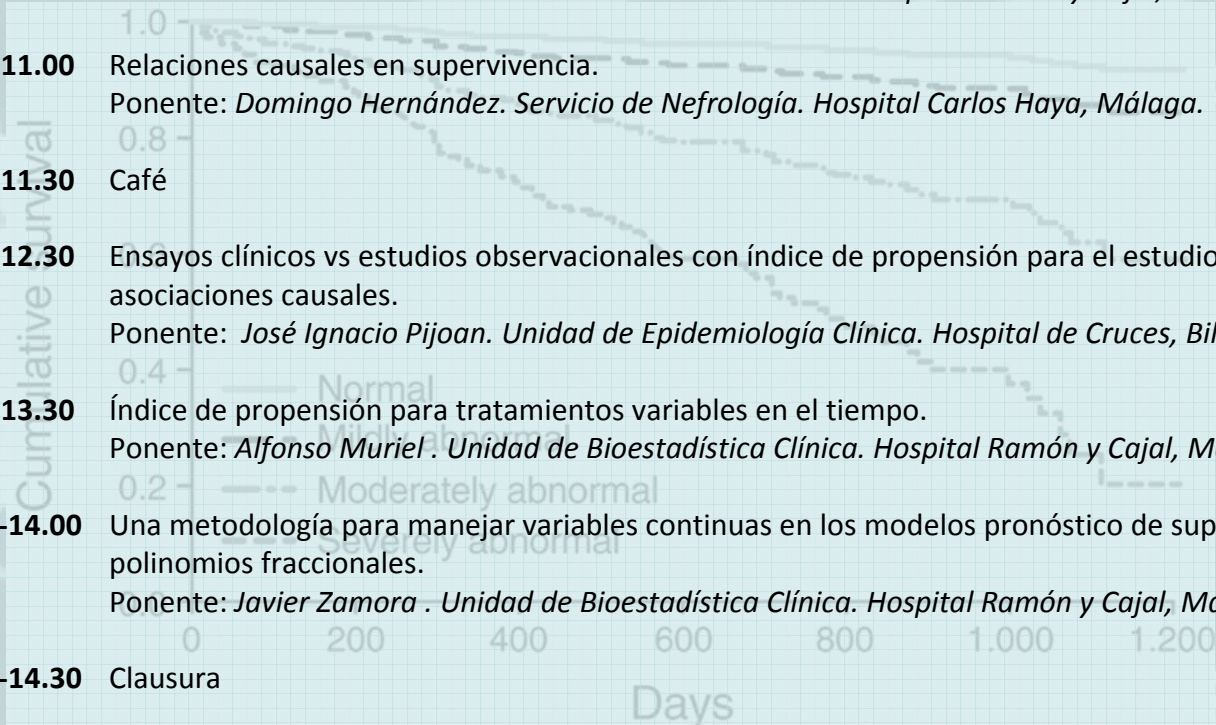 1.0
11.00 Relaciones causales en supervivencia.
Ponente: Domingo Hernández. Servicio de Nefrología. Hospital Carlos Haya, Málaga.
0.8
11.30 Café
12.30 Ensayos clínicos vs estudios observacionales con índice de propensión para el estudio
asociaciones causales.
Ponente: José Ignacio Pijoan. Unidad de Epidemiología Clínica. Hospital de Cruces, Bil
0.4
Normal
13.30 Índice de propensión para tratamientos variables en el tiempo.
Mildly abnormal
Ponente: Alfonso Muriel . Unidad de Bioestadística Clínica. Hospital Ramón y Cajal, M
0.2
Moderately abnormal
-14.00 Una metodología para manejar variables continuas en los modelos pronóstico de sup
Severely abnormal
polinomios fraccionales.
Ponente: Javier Zamora . Unidad de Bioestadística Clínica. Hospital Ramón y Cajal, Ma
0 200 400 600 800 1.000 1.200
-14.30 Clausura
Days
Cumulative survival